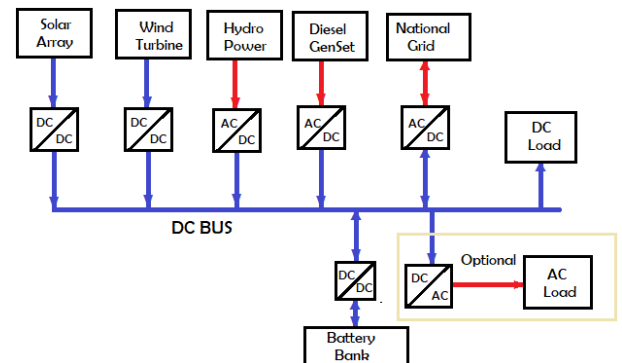 Solar
Array
Wind
Turbine
Hydro
Power
Diesel
GenSet
National
Grid
DC
DC
DC
DC
AC
DC
AC
DC
AC
DC
DC
Load
DC BUS
DC
DC
Optional
DC
AC
AC
Load
Battery
Bank